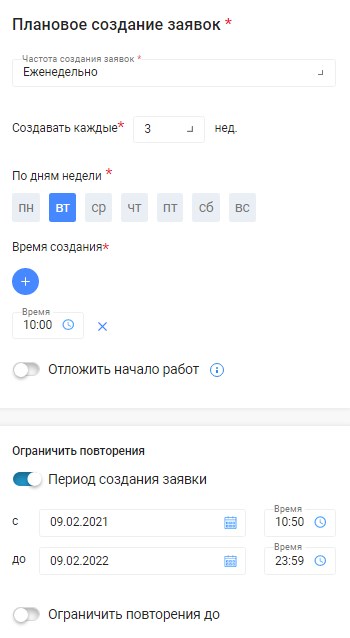 Плановое создание заявок *
Частота создания заявок *
Еженедельно
Создавать каждые* 3 нед.
По дням недели *
пн вт ср чт пт сб вс
Время создания*
+
Время
10:00
Отложить начало работ
Ограничить повторения
Период создания заявки
Время
с 09.02.2021 10:50
Время
до 09.02.2022 23:59
Ограничить повторения до